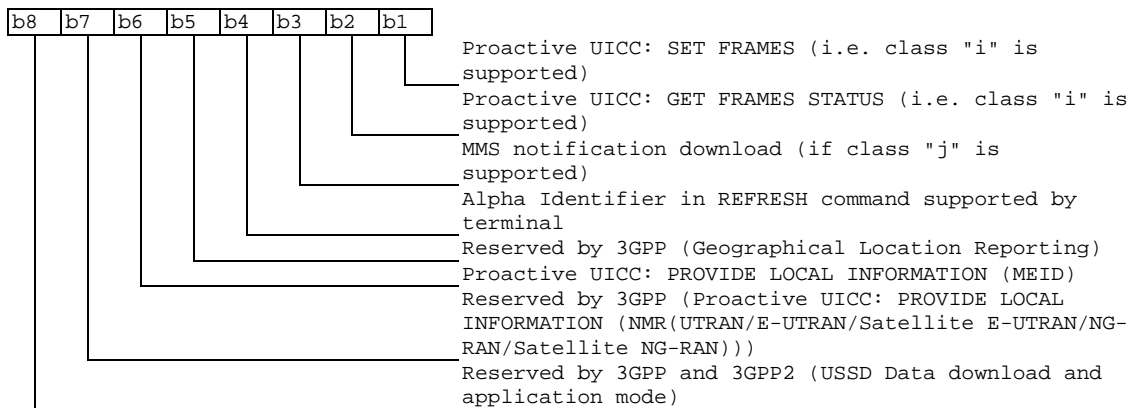 b8 b7 b6 b5 b4 b3 b2 b1
Proactive UICC: SET FRAMES (i.e. class "i" is
supported)
Proactive UICC: GET FRAMES STATUS (i.e. class "i" is
supported)
MMS notification download (if class "j" is
supported)
Alpha Identifier in REFRESH command supported by
terminal
Reserved by 3GPP (Geographical Location Reporting)
Proactive UICC: PROVIDE LOCAL INFORMATION (MEID)
Reserved by 3GPP (Proactive UICC: PROVIDE LOCAL
INFORMATION (NMR(UTRAN/E-UTRAN/Satellite E-UTRAN/NG-
RAN/Satellite NG-RAN)))
Reserved by 3GPP and 3GPP2 (USSD Data download and
application mode)